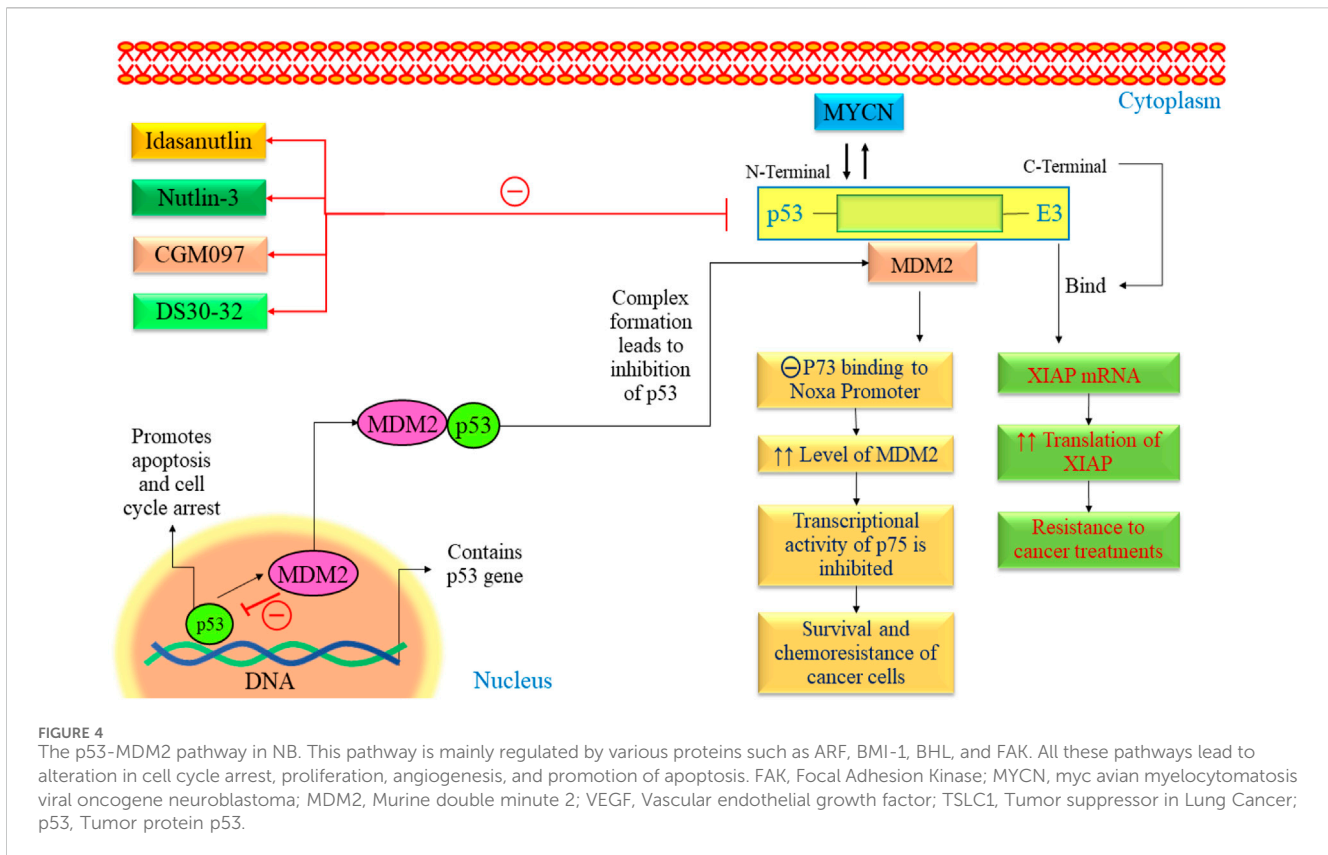 Cytoplasm
MYCN
Idasanutlin
Nutlin-3
CGM097
DS30-32
⊖
N-Terminal
C-Terminal
p53
E3
MDM2
Bind
Complex
formation
leads to
inhibition
of p53
⊖P73 binding to
Noxa Promoter
↑↑ Level of MDM2
Transcriptional
activity of p75 is
inhibited
Survival and
chemoresistance of
cancer cells
XIAP mRNA
↑↑ Translation of
XIAP
Resistance to
cancer treatments
MDM2
p53
Promotes
apoptosis
and cell
cycle arrest
MDM2
⊖
p53
Contains
p53 gene
DNA
Nucleus
FIGURE 4
The p53-MDM2 pathway in NB. This pathway is mainly regulated by various proteins such as ARF, BMI-1, BHL, and FAK. All these pathways lead to
alteration in cell cycle arrest, proliferation, angiogenesis, and promotion of apoptosis. FAK, Focal Adhesion Kinase; MYCN, myc avian myelocytomatosis
viral oncogene neuroblastoma; MDM2, Murine double minute 2; VEGF, Vascular endothelial growth factor; TSLC1, Tumor suppressor in Lung Cancer;
p53, Tumor protein p53.